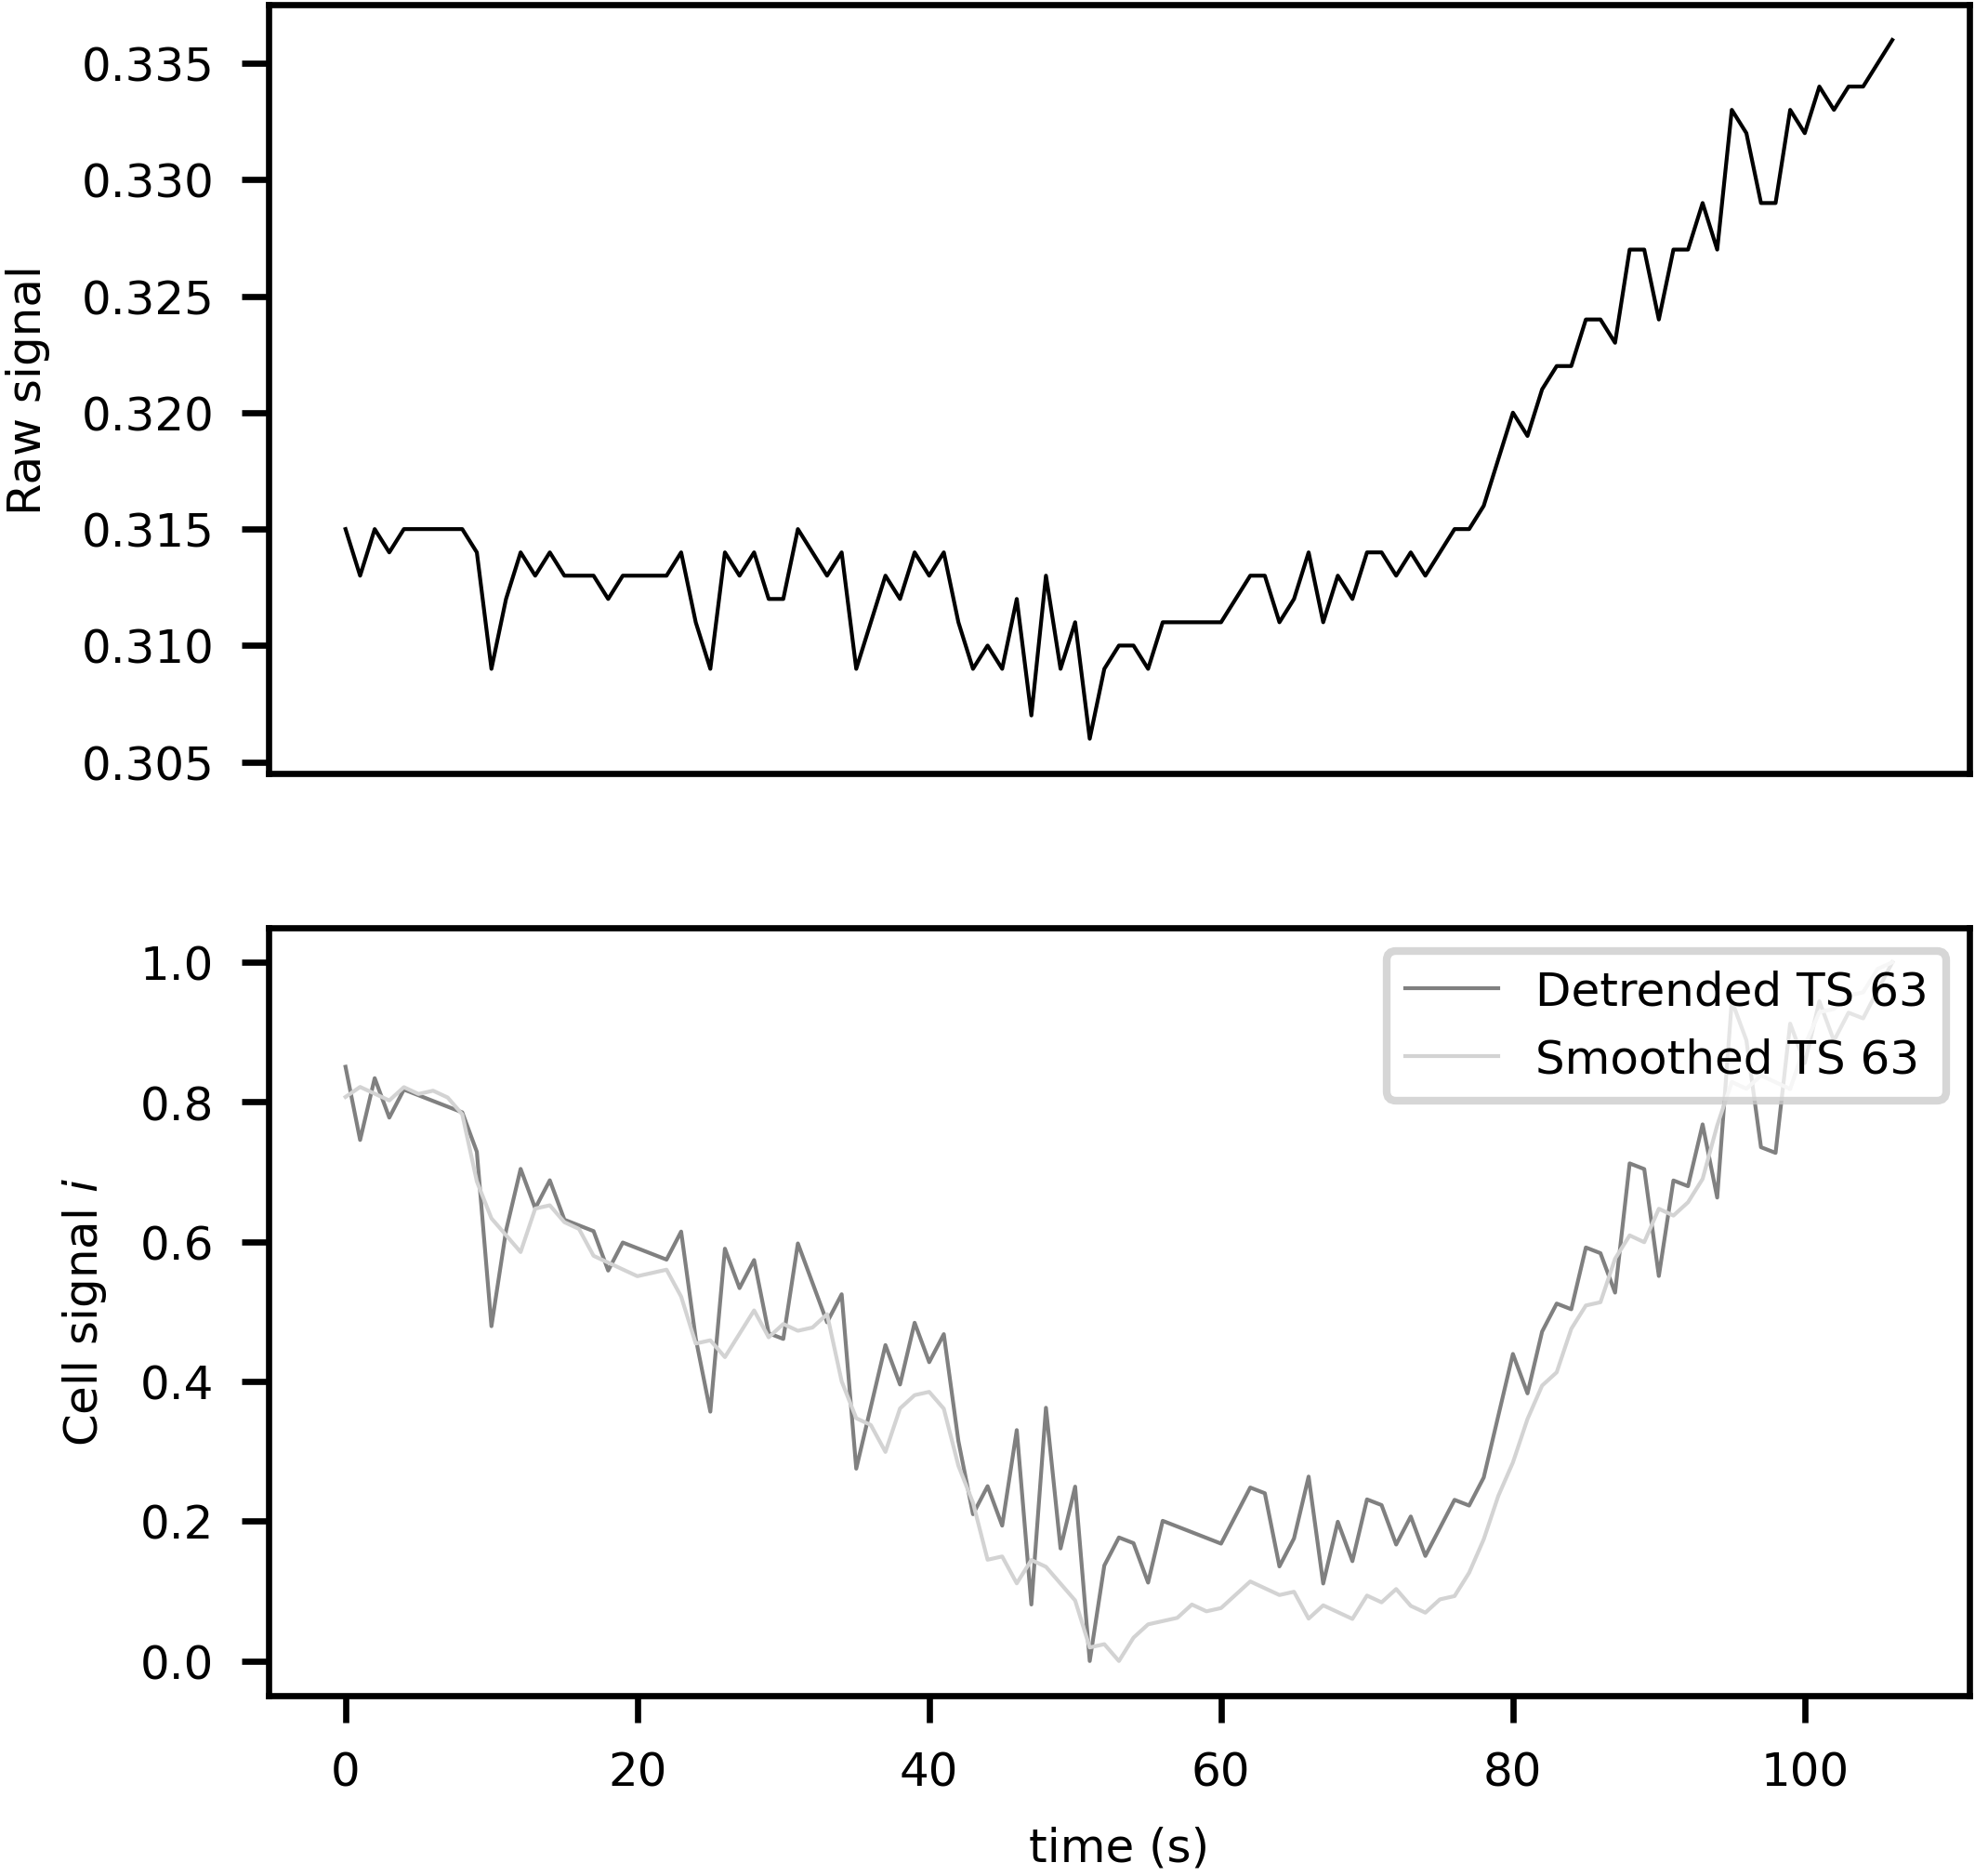 0.335
0.330
0.325
0.320
0.315
0.310
0.305
Raw signal
1.0
0.8
0.6
0.4
0.2
0.0
Cell signal i
Detrended TS 63
Smoothed TS 63
0 20 40 60 80 100
time (s)